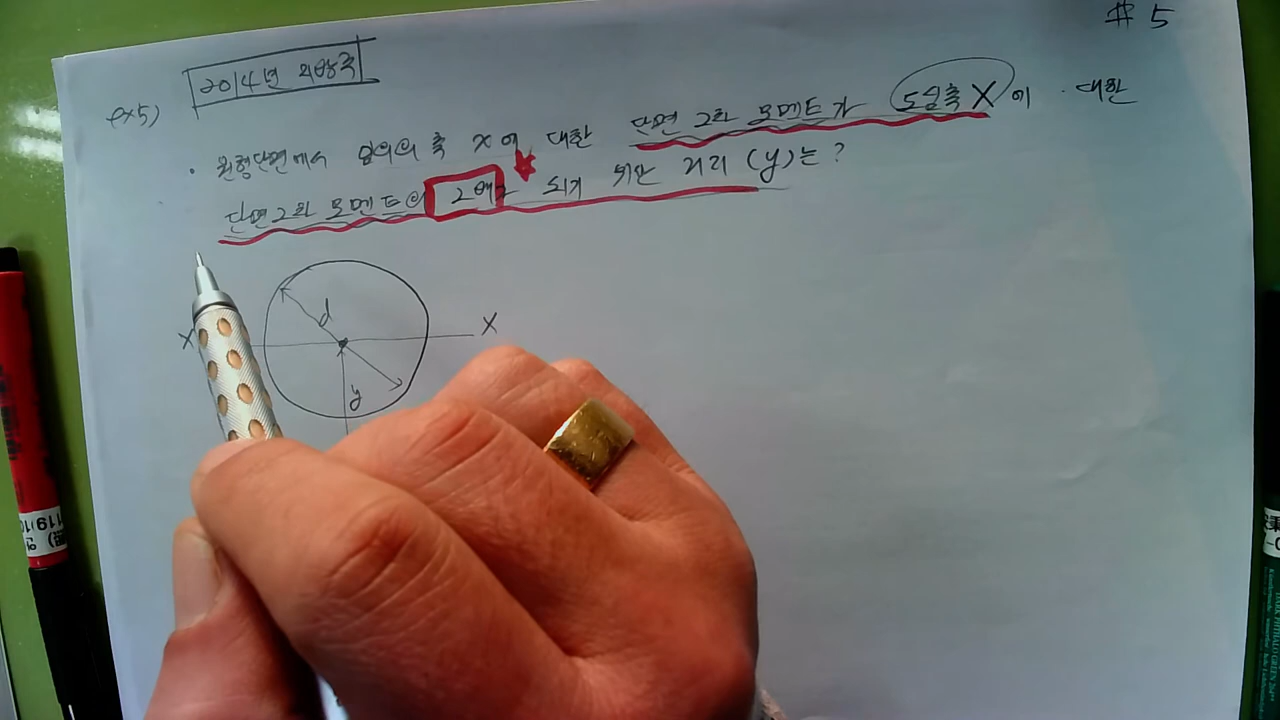 # 5
2014년 지방직
ex5)
· 원형단면에서 임의의 축 x에 대한 단면 2차 모멘트가 도심축 X에 대한
단면2차 모멘트의 2배가 되기 위한 거리 (y)는?
d
X
X
y